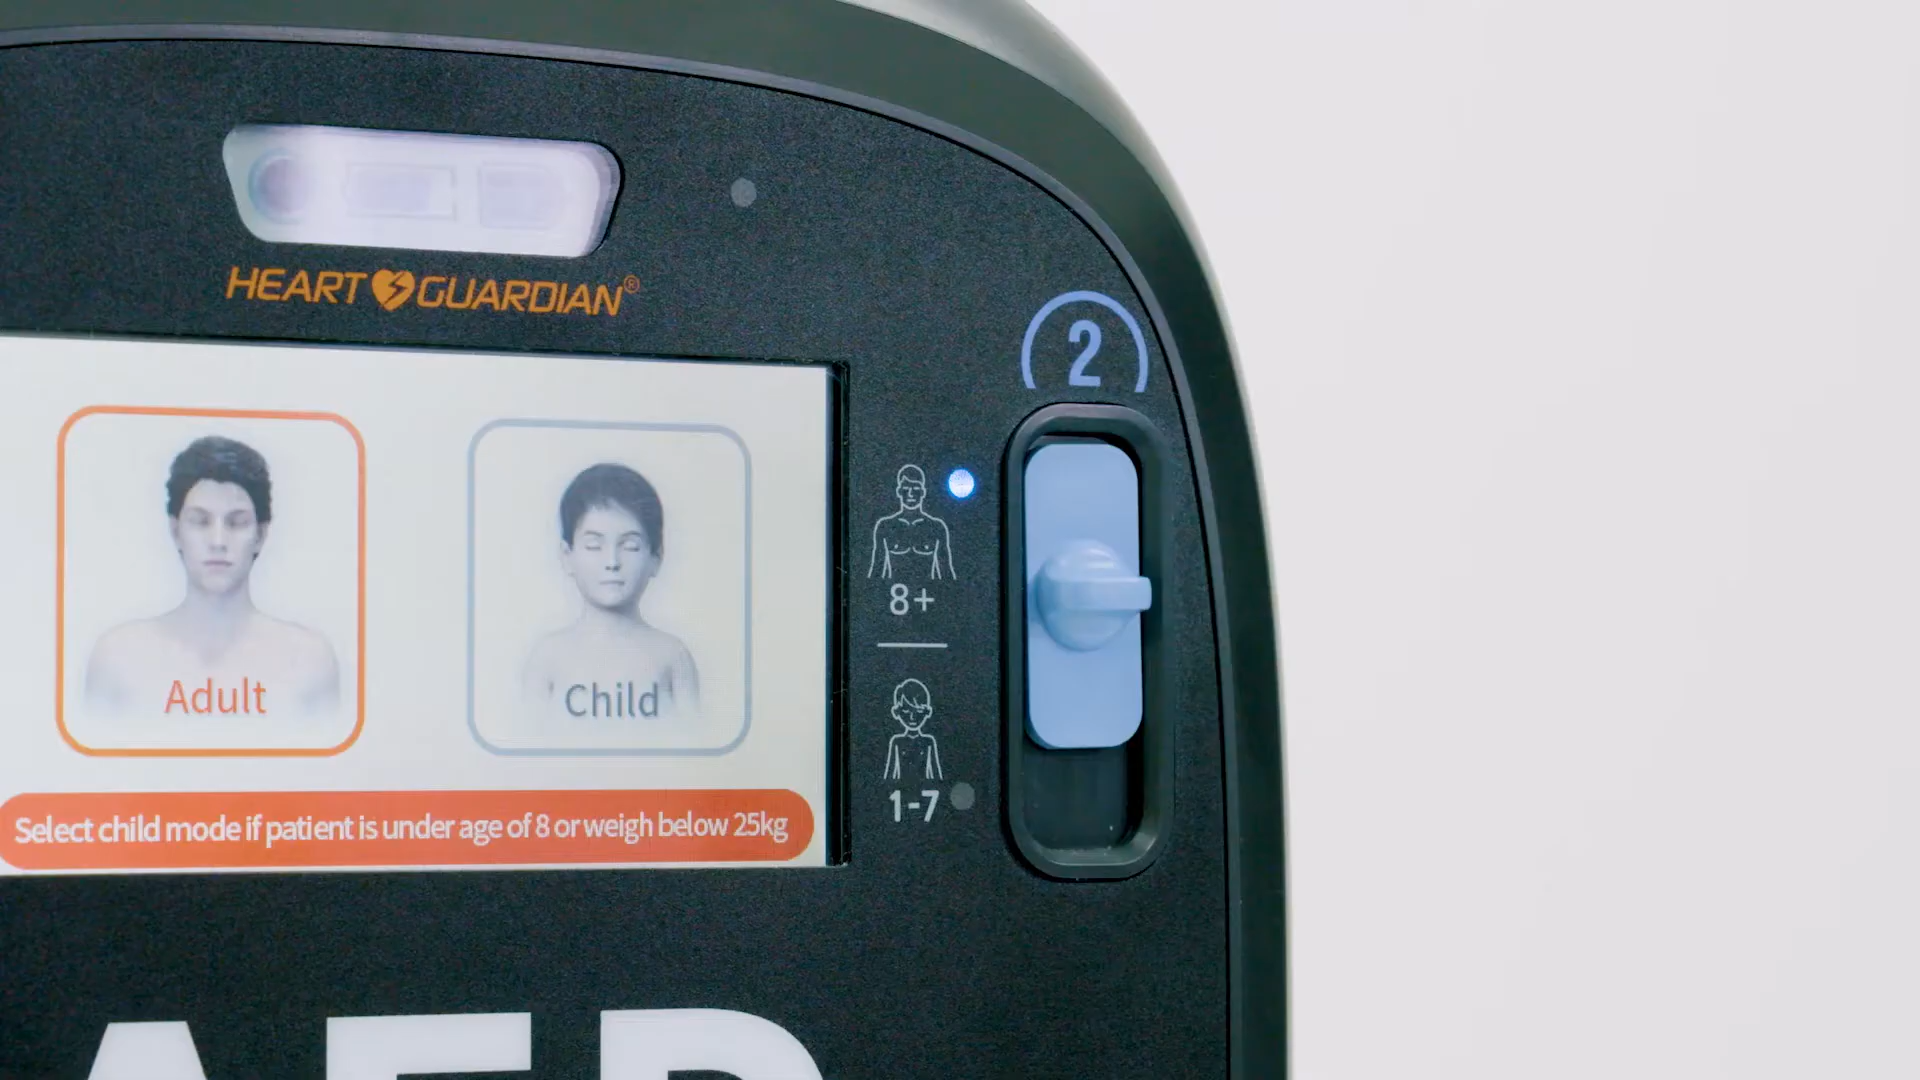 HEART GUARDIAN®
2
Adult
Child
8+
1-7
Select child mode if patient is under age of 8 or weigh below 25kg
AED